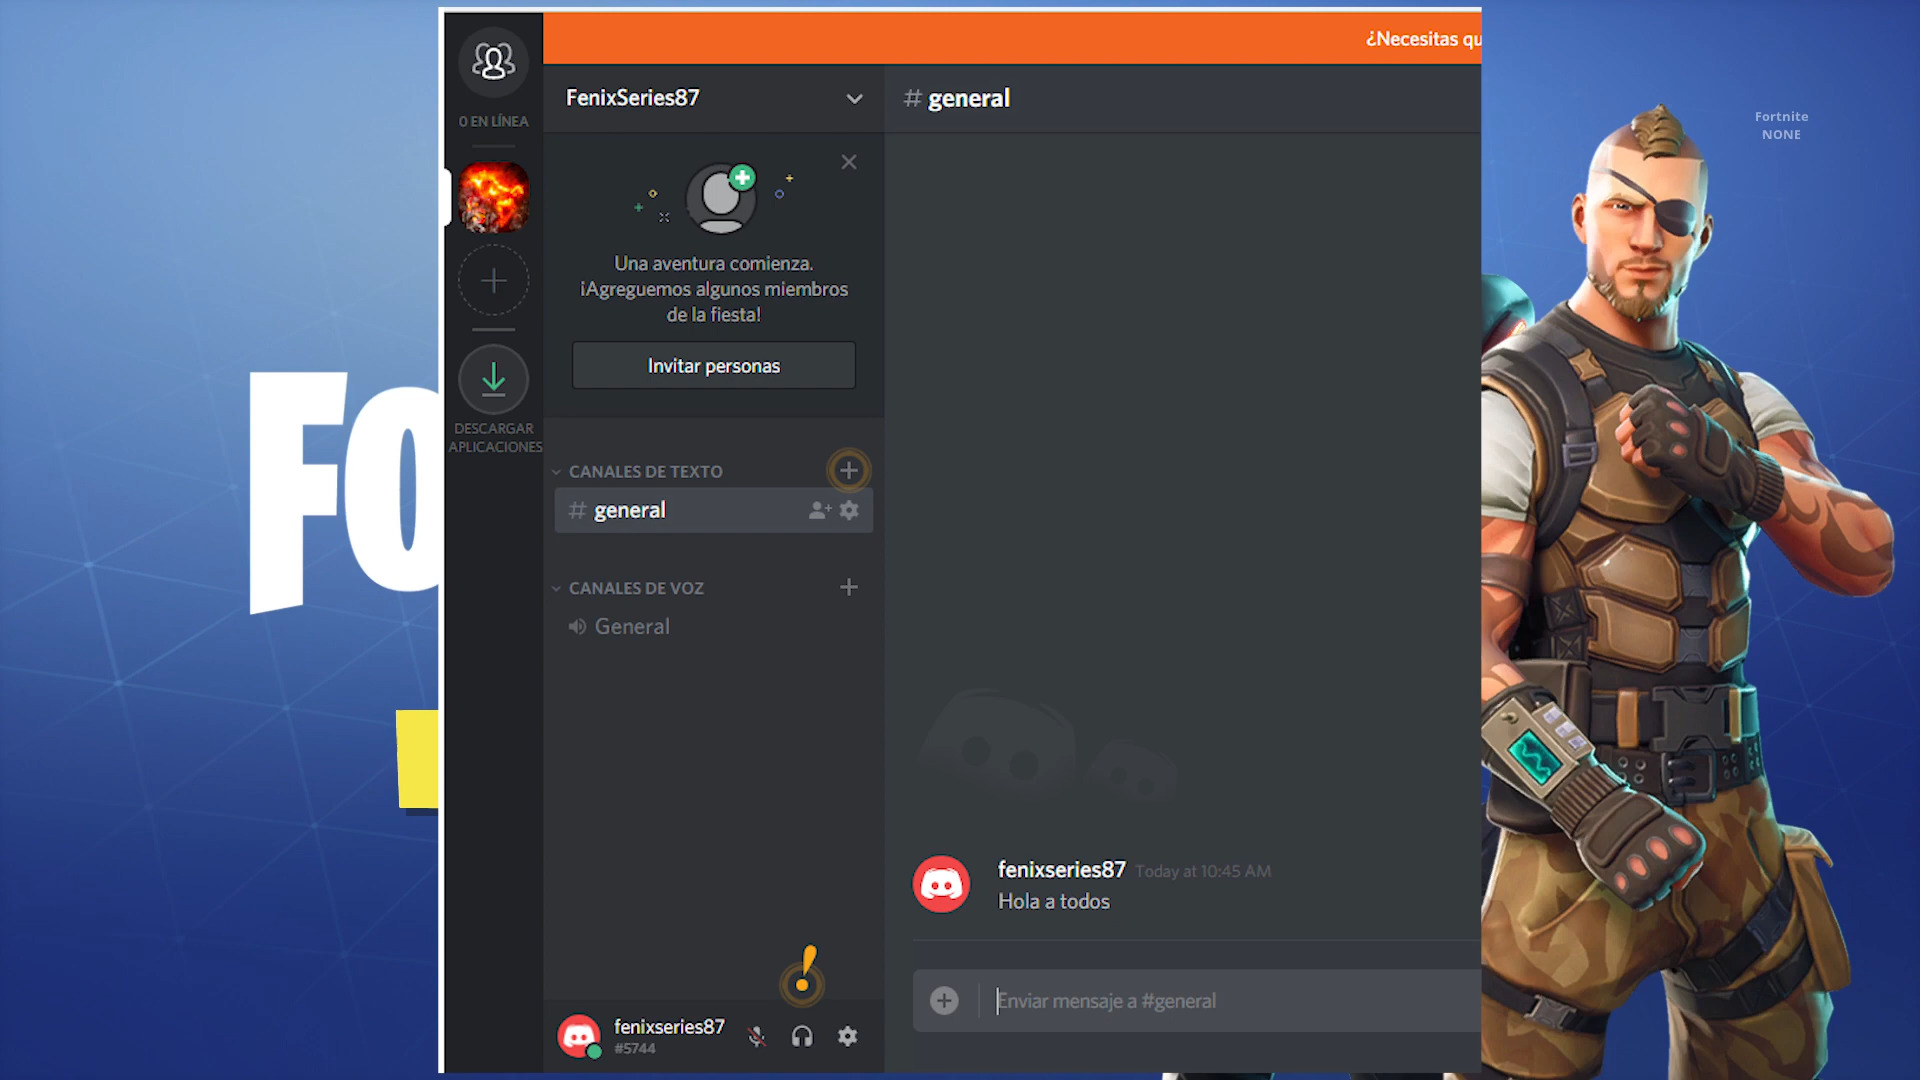 ¿Necesitas qu
FenixSeries87
# general
Fortnite
NONE
0 EN LÍNEA
Una aventura comienza.
¡Agreguemos algunos miembros
de la fiesta!
Invitar personas
DESCARGAR
APLICACIONES
FO
CANALES DE TEXTO
# general
CANALES DE VOZ
General
fenixseries87 Today at 10:45 AM
Hola a todos
Enviar mensaje a #general
fenixseries87
#5744